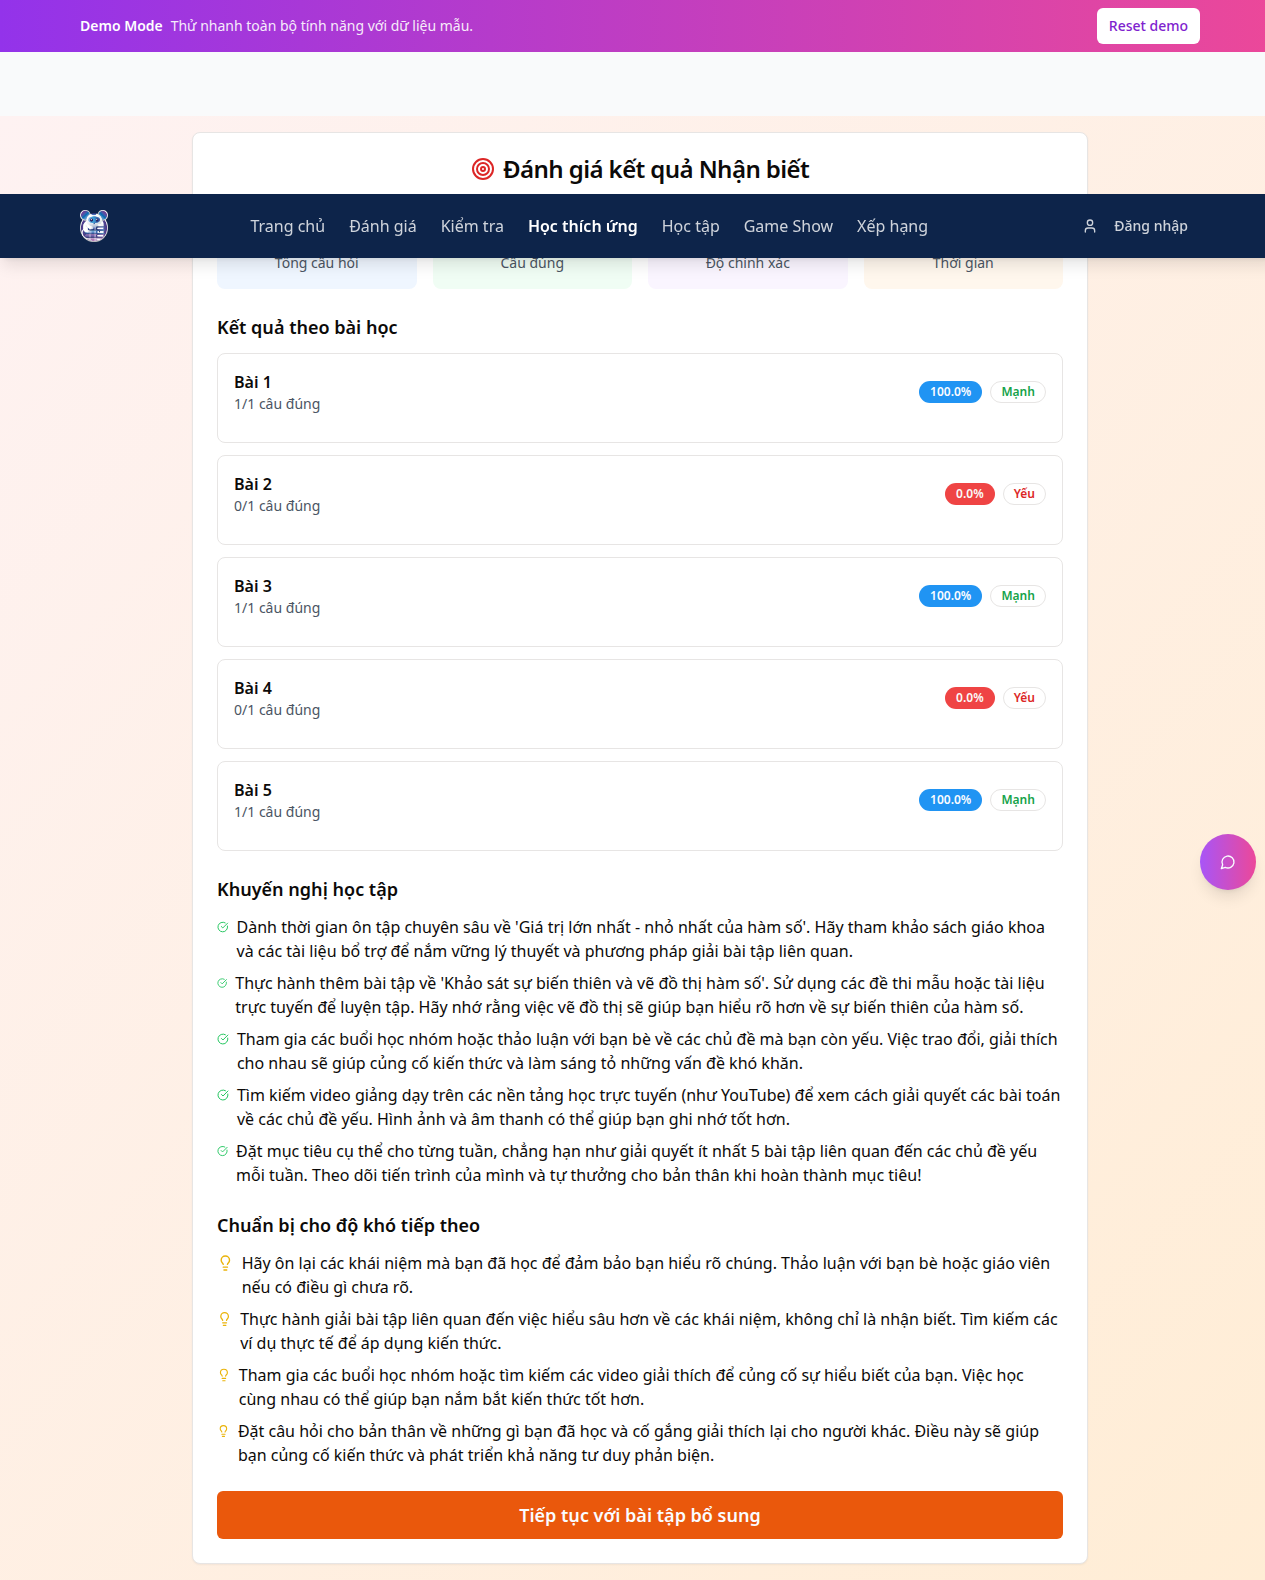 Demo Mode Thử nhanh toàn bộ tính năng với dữ liệu mẫu.
Reset demo
Đánh giá kết quả Nhận biết
Trang chủ Đánh giá Kiểm tra Học thích ứng Học tập Game Show Xếp hạng Đăng nhập
Tổng câu hỏi Câu đúng Độ chính xác Thời gian
Kết quả theo bài học
Bài 1
1/1 câu đúng
100.0% Mạnh
Bài 2
0/1 câu đúng
0.0% Yếu
Bài 3
1/1 câu đúng
100.0% Mạnh
Bài 4
0/1 câu đúng
0.0% Yếu
Bài 5
1/1 câu đúng
100.0% Mạnh
Khuyến nghị học tập
Dành thời gian ôn tập chuyên sâu về 'Giá trị lớn nhất - nhỏ nhất của hàm số'. Hãy tham khảo sách giáo khoa
và các tài liệu bổ trợ để nắm vững lý thuyết và phương pháp giải bài tập liên quan.
Thực hành thêm bài tập về 'Khảo sát sự biến thiên và vẽ đồ thị hàm số'. Sử dụng các đề thi mẫu hoặc tài liệu
trực tuyến để luyện tập. Hãy nhớ rằng việc vẽ đồ thị sẽ giúp bạn hiểu rõ hơn về sự biến thiên của hàm số.
Tham gia các buổi học nhóm hoặc thảo luận với bạn bè về các chủ đề mà bạn còn yếu. Việc trao đổi, giải thích
cho nhau sẽ giúp củng cố kiến thức và làm sáng tỏ những vấn đề khó khăn.
Tìm kiếm video giảng dạy trên các nền tảng học trực tuyến (như YouTube) để xem cách giải quyết các bài toán
về các chủ đề yếu. Hình ảnh và âm thanh có thể giúp bạn ghi nhớ tốt hơn.
Đặt mục tiêu cụ thể cho từng tuần, chẳng hạn như giải quyết ít nhất 5 bài tập liên quan đến các chủ đề yếu
mỗi tuần. Theo dõi tiến trình của mình và tự thưởng cho bản thân khi hoàn thành mục tiêu!
Chuẩn bị cho độ khó tiếp theo
Hãy ôn lại các khái niệm mà bạn đã học để đảm bảo bạn hiểu rõ chúng. Thảo luận với bạn bè hoặc giáo viên
nếu có điều gì chưa rõ.
Thực hành giải bài tập liên quan đến việc hiểu sâu hơn về các khái niệm, không chỉ là nhận biết. Tìm kiếm các
ví dụ thực tế để áp dụng kiến thức.
Tham gia các buổi học nhóm hoặc tìm kiếm các video giải thích để củng cố sự hiểu biết của bạn. Việc học
cùng nhau có thể giúp bạn nắm bắt kiến thức tốt hơn.
Đặt câu hỏi cho bản thân về những gì bạn đã học và cố gắng giải thích lại cho người khác. Điều này sẽ giúp
bạn củng cố kiến thức và phát triển khả năng tư duy phản biện.
Tiếp tục với bài tập bổ sung